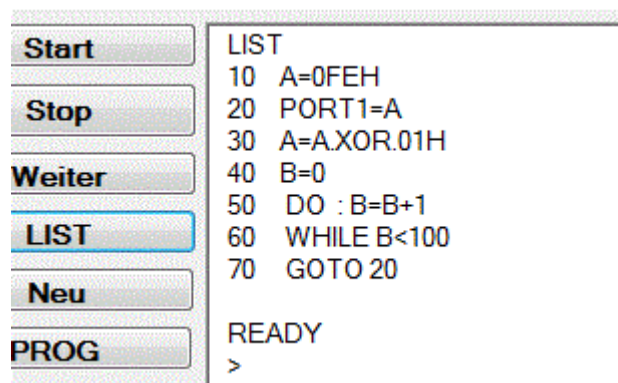 Start
Stop
Weiter
LIST
Neu
PROG
LIST
10 A=0FEH
20 PORT1=A
30 A=A.XOR.01H
40 B=0
50 DO : B=B+1
60 WHILE B<100
70 GOTO 20
READY
>